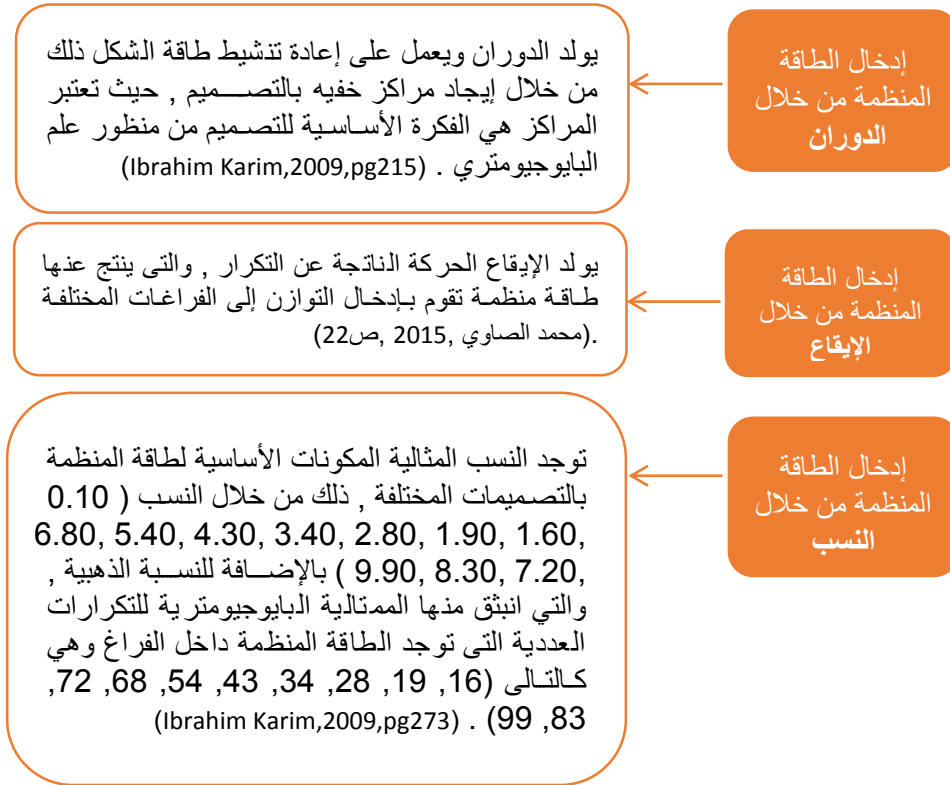 إدخال الطاقة
المنظمة من خلال
الدوران
يولد الدوران ويعمل على إعادة تنشيط طاقة الشكل ذلك
من خلال إيجاد مراكز خفيه بالتصميم , حيث تعتبر
المراكز هي الفكرة الأساسية للتصميم من منظور علم
البايوجيومتري . (Ibrahim Karim,2009,pg215)
إدخال الطاقة
المنظمة من خلال
الإيقاع
يولد الإيقاع الحركة الناتجة عن التكرار , والتى ينتج عنها
طاقة منظمة تقوم بإدخال التوازن إلى الفراغات المختلفة
.(محمد الصاوي ,2015 ,ص22)
إدخال الطاقة
المنظمة من خلال
النسب
توجد النسب المثالية المكونات الأساسية لطاقة المنظمة
بالتصميمات المختلفة , ذلك من خلال النسب ( 0.10
6.80, 5.40, 4.30, 3.40, 2.80, 1.90, 1.60,
9.90, 8.30, 7.20, ) بالإضافة للنسبة الذهبية ,
والتي انبثق منها الممتالية البايوجيومترية للتكرارات
العددية التى توجد الطاقة المنظمة داخل الفراغ وهي
كالتالى (16, 19, 28, 34, 43, 54, 68, 72,
83, 99) . (Ibrahim Karim,2009,pg273)